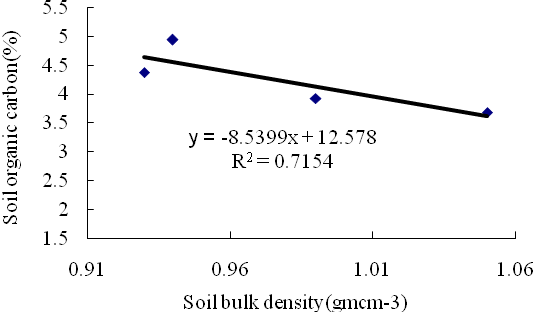 5.5
5
4.5
4
3.5
3
2.5
2
1.5
Soil organic carbon(%)
y = -8.5399x + 12.578
R² = 0.7154
0.91 0.96 1.01 1.06
Soil bulk density(gmcm-3)